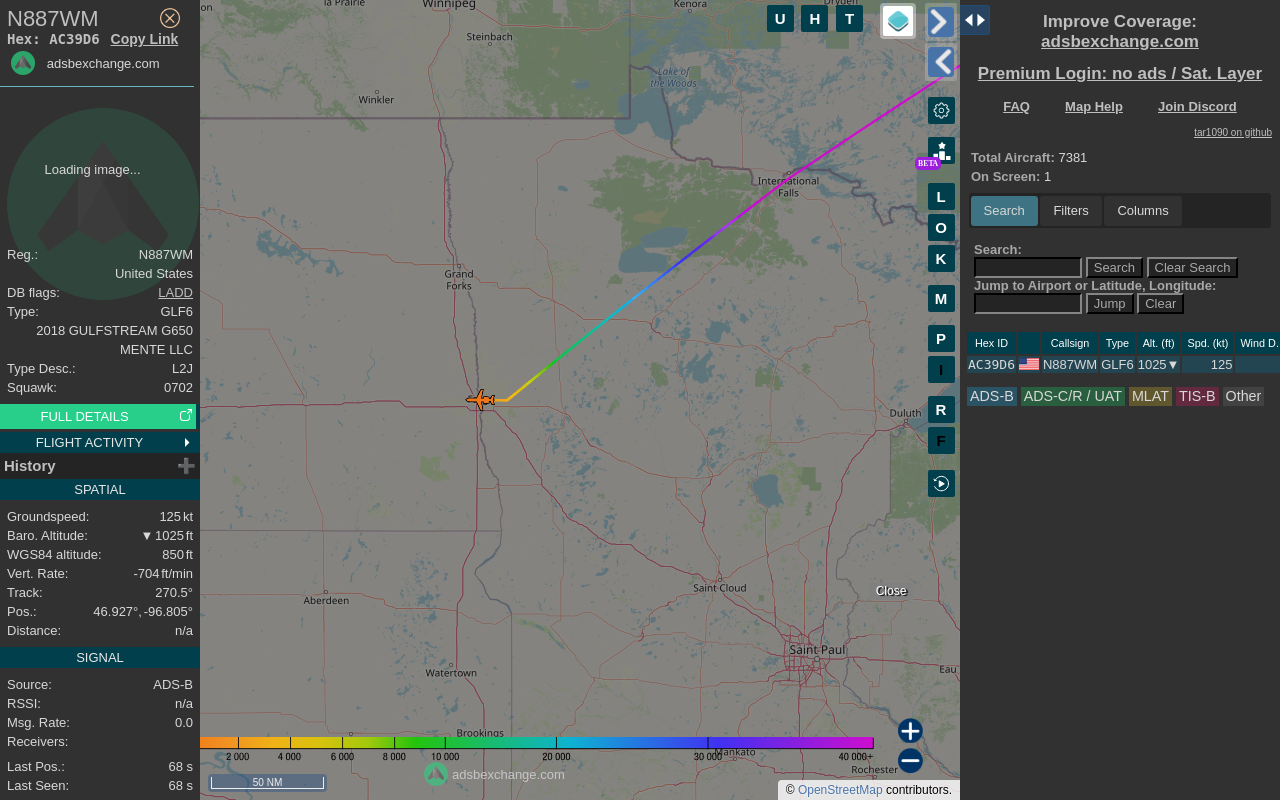 N887WM
Hex: AC39D6 Copy Link
adsbexchange.com
Loading image...
Reg.: N887WM
United States
DB flags: LADD
Type: GLF6
2018 GULFSTREAM G650
MENTE LLC
Type Desc.: L2J
Squawk: 0702
FULL DETAILS
FLIGHT ACTIVITY
History
SPATIAL
Groundspeed: 125 kt
Baro. Altitude: ▼ 1025 ft
WGS84 altitude: 850 ft
Vert. Rate: -704 ft/min
Track: 270.5°
Pos.: 46.927°, -96.805°
Distance: n/a
SIGNAL
Source: ADS-B
RSSI: n/a
Msg. Rate: 0.0
Receivers:
Last Pos.: 68 s
Last Seen: 68 s
la Prairie
Winnipeg
Kenora
Dryden
Steinbach
Lake of
the Woods
Winkler
International
Falls
Grand
Forks
Duluth
Saint Cloud
Aberdeen
Saint Paul
Watertown
Eau
Brookings
Mankato
Rochester
U H T
BETA
L
O
K
M
P
I
R
F
Close
2 000 4 000 6 000 8 000 10 000 20 000 30 000 40 000+
adsbexchange.com
50 NM
© OpenStreetMap contributors.
Improve Coverage:
adsbexchange.com
Premium Login: no ads / Sat. Layer
FAQ Map Help Join Discord
tar1090 on github
Total Aircraft: 7381
On Screen: 1
Search Filters Columns
Search:
Search Clear Search
Jump to Airport or Latitude, Longitude:
Jump Clear
Hex ID Callsign Type Alt. (ft) Spd. (kt) Wind D.
AC39D6 N887WM GLF6 1025▼ 125
ADS-B ADS-C/R / UAT MLAT TIS-B Other